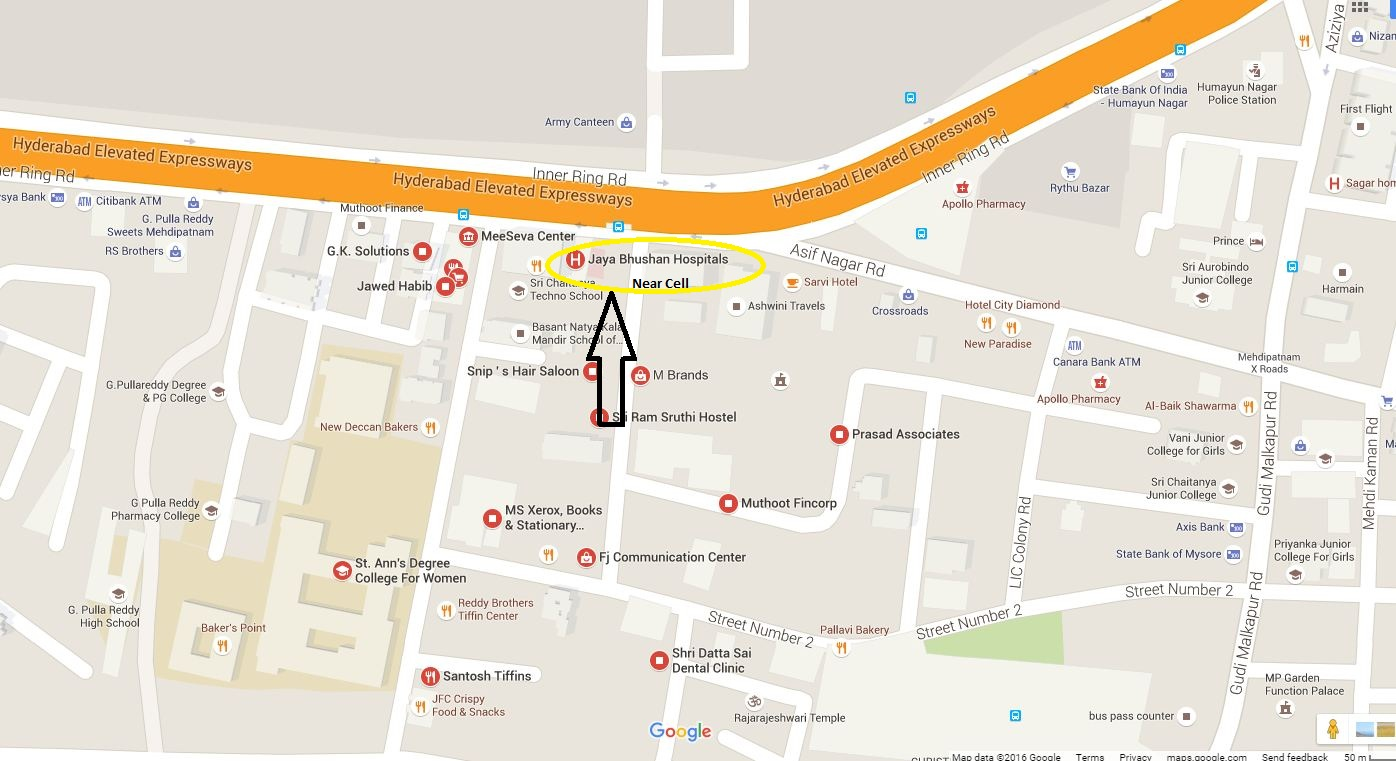 Aziziya
Nizan
State Bank Of India
- Humayun Nagar
Humayun Nagar
Police Station
First Flight
Army Canteen
Hyderabad Elevated Expressways
Inner Ring Rd
Hyderabad Elevated Expressways
Hyderabad Elevated Expressways
Inner Ring Rd
ner Ring Rd
Rythu Bazar
Sagar hom
Apollo Pharmacy
ysya Bank
ATM Citibank ATM
G. Pulla Reddy
Sweets Mehdipatnam
RS Brothers
Muthoot Finance
MeeSeva Center
G.K. Solutions
H Jaya Bhushan Hospitals
Near Cell
Asif Nagar Rd
Prince
Sri Aurobindo
Junior College
Harmain
Jawed Habib
Sri Chaitanya
Techno School
Sarvi Hotel
Ashwini Travels
Crossroads
Hotel City Diamond
New Paradise
Basant Natya Kala
Mandir School of...
ATM
Canara Bank ATM
Mehdipatnam
X Roads
Snip ' s Hair Saloon
M Brands
G.Pullareddy Degree
& PG College
Apollo Pharmacy
Al-Baik Shawarma
Sri Ram Sruthi Hostel
New Deccan Bakers
Prasad Associates
Vani Junior
College for Girls
Gudi Malkapur Rd
Mehdi Kaman Rd
Ma
Sri Chaitanya
Junior College
G Pulla Reddy
Pharmacy College
MS Xerox, Books
& Stationary...
Muthoot Fincorp
Axis Bank
State Bank of Mysore
Priyanka Junior
College For Girls
Fj Communication Center
LIC Colony Rd
St. Ann's Degree
College For Women
G. Pulla Reddy
High School
Reddy Brothers
Tiffin Center
Street Number 2
Street Number 2
Street Number 2
Baker's Point
Pallavi Bakery
Gudi Malkapur Rd
Shri Datta Sai
Dental Clinic
Santosh Tiffins
JFC Crispy
Food & Snacks
MP Garden
Function Palace
Rajarajeshwari Temple
bus pass counter
Google
CHRIST
Map data ©2016 Google Terms Privacy maps.google.com Send feedback 50 m